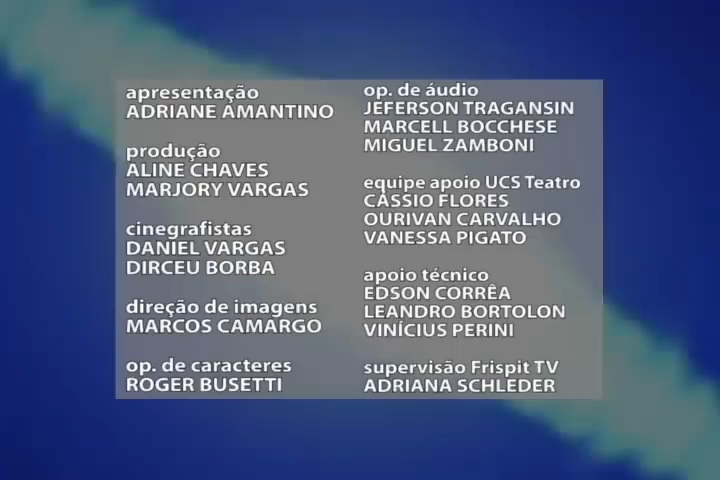 apresentação
ADRIANE AMANTINO
produção
ALINE CHAVES
MARJORY VARGAS
cinegrafistas
DANIEL VARGAS
DIRCEU BORBA
direção de imagens
MARCOS CAMARGO
op. de caracteres
ROGER BUSETTI
op. de áudio
JEFERSON TRAGANSIN
MARCELL BOCCHESE
MIGUEL ZAMBONI
equipe apoio UCS Teatro
CÁSSIO FLORES
OURIVAN CARVALHO
VANESSA PIGATO
apoio técnico
EDSON CORRÊA
LEANDRO BORTOLON
VINÍCIUS PERINI
supervisão Frispit TV
ADRIANA SCHLEDER